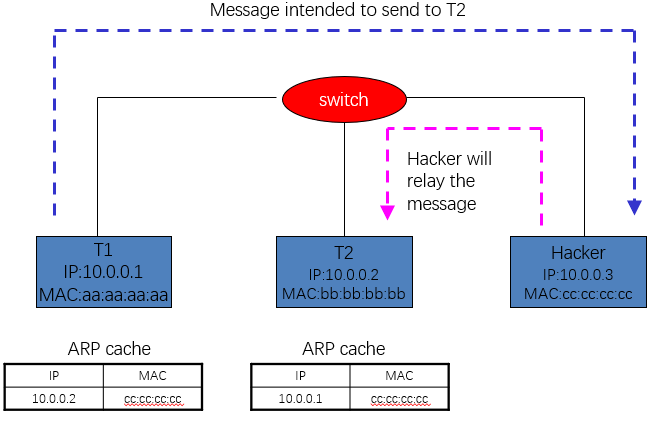 Message intended to send to T2
switch
Hacker will
relay the
message
T1
IP:10.0.0.1
MAC:aa:aa:aa:aa
T2
IP:10.0.0.2
MAC:bb:bb:bb:bb
Hacker
IP:10.0.0.3
MAC:cc:cc:cc:cc
ARP cache
IP MAC
10.0.0.2 cc:cc:cc:cc
ARP cache
IP MAC
10.0.0.1 cc:cc:cc:cc